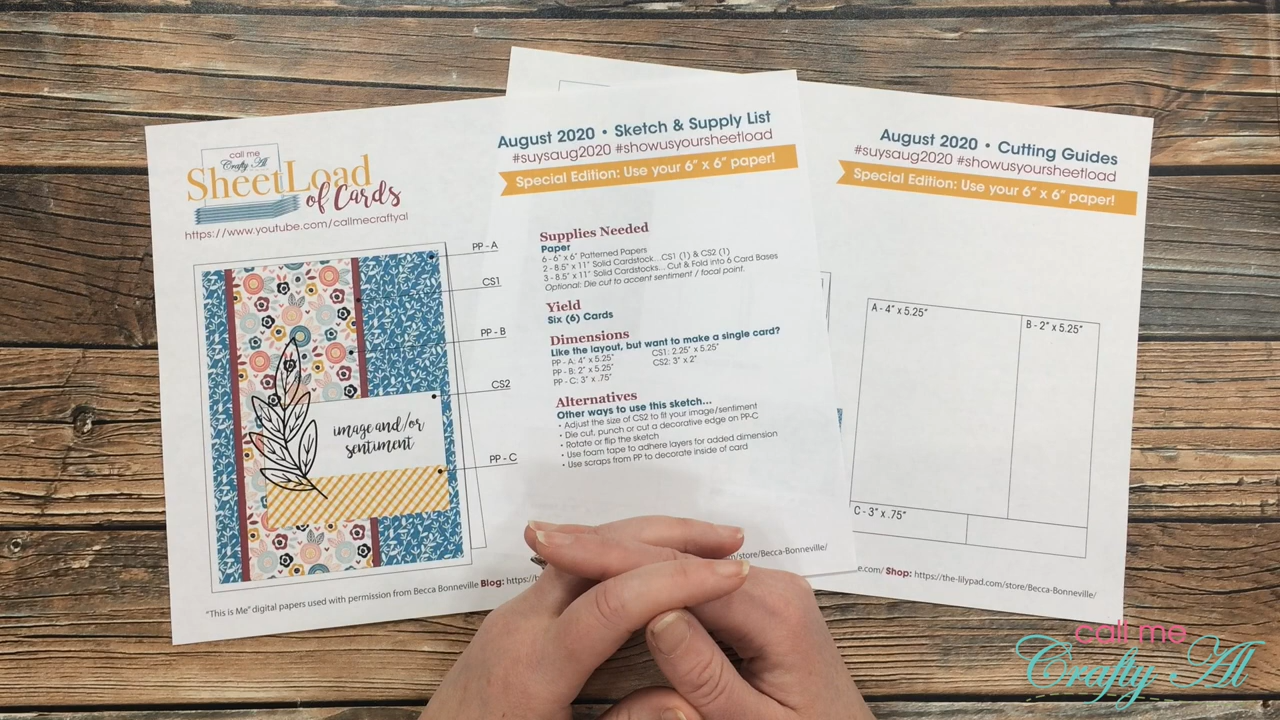 call me
Crafty Al
SheetLoad
of Cards
https://www.youtube.com/callmecraftyal
August 2020 • Sketch & Supply List
#suysaug2020 #showusyoursheetload
Special Edition: Use your 6" x 6" paper!
PP - A
CS1
PP - B
CS2
PP - C
image and/or
sentiment
Supplies Needed
Paper
6 - 6" x 6" Patterned Papers
2 - 8.5" x 11" Solid Cardstock...CS1 (1) & CS2 (1)
3 - 8.5" x 11" Solid Cardstocks... Cut & Fold into 6 Card Bases
Optional: Die cut to accent sentiment / focal point.
Yield
Six (6) Cards
Dimensions
Like the layout, but want to make a single card?
PP - A: 4" x 5.25" CS1: 2.25" x 5.25"
PP - B: 2" x 5.25" CS2: 3" x 2"
PP - C: 3" x .75"
Alternatives
Other ways to use this sketch...
• Adjust the size of CS2 to fit your image/sentiment
• Die cut, punch or cut a decorative edge on PP-C
• Rotate or flip the sketch
• Use foam tape to adhere layers for added dimension
• Use scraps from PP to decorate inside of card
"This is Me" digital papers used with permission from Becca Bonneville Blog: https://
om/store/Becca-Bonneville/
August 2020 • Cutting Guides
#suysaug2020 #showusyoursheetload
Special Edition: Use your 6" x 6" paper!
A - 4" x 5.25"
B - 2" x 5.25"
C - 3" x .75"
e.com/ Shop: https://the-lilypad.com/store/Becca-Bonneville/
call me
Crafty Al